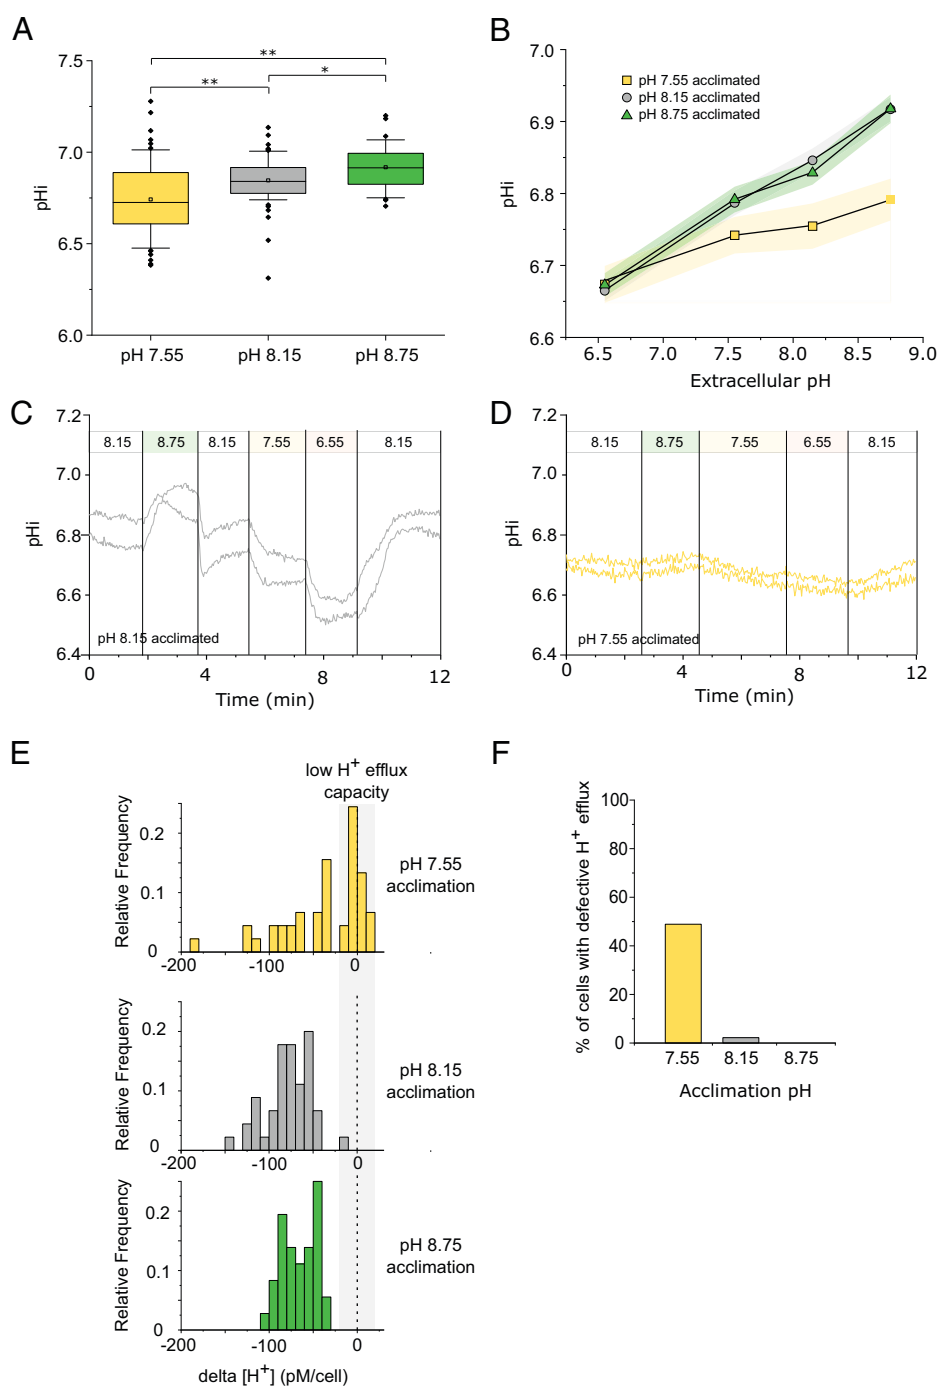 A
7.5
7.0
6.5
6.0
pHi
**
**
*
pH 7.55
pH 8.15
pH 8.75
B
7.0
6.9
6.8
6.7
6.6
pHi
pH 7.55 acclimated
pH 8.15 acclimated
pH 8.75 acclimated
6.5
7.0
7.5
8.0
8.5
9.0
Extracellular pH
C
7.2
7.0
6.8
6.6
6.4
pHi
8.15
8.75
8.15
7.55
6.55
8.15
pH 8.15 acclimated
0
4
8
12
Time (min)
D
7.2
7.0
6.8
6.6
6.4
pHi
8.15
8.75
7.55
6.55
8.15
pH 7.55 acclimated
0
4
8
12
Time (min)
E
low H+ efflux
capacity
Relative Frequency
0.2
0.1
0
-200
-100
0
pH 7.55
acclimation
Relative Frequency
0.2
0.1
0
-200
-100
0
pH 8.15
acclimation
Relative Frequency
0.2
0.1
0
-200
-100
0
pH 8.75
acclimation
delta [H+] (pM/cell)
F
% of cells with defective H+ efflux
100
80
60
40
20
0
7.55
8.15
8.75
Acclimation pH